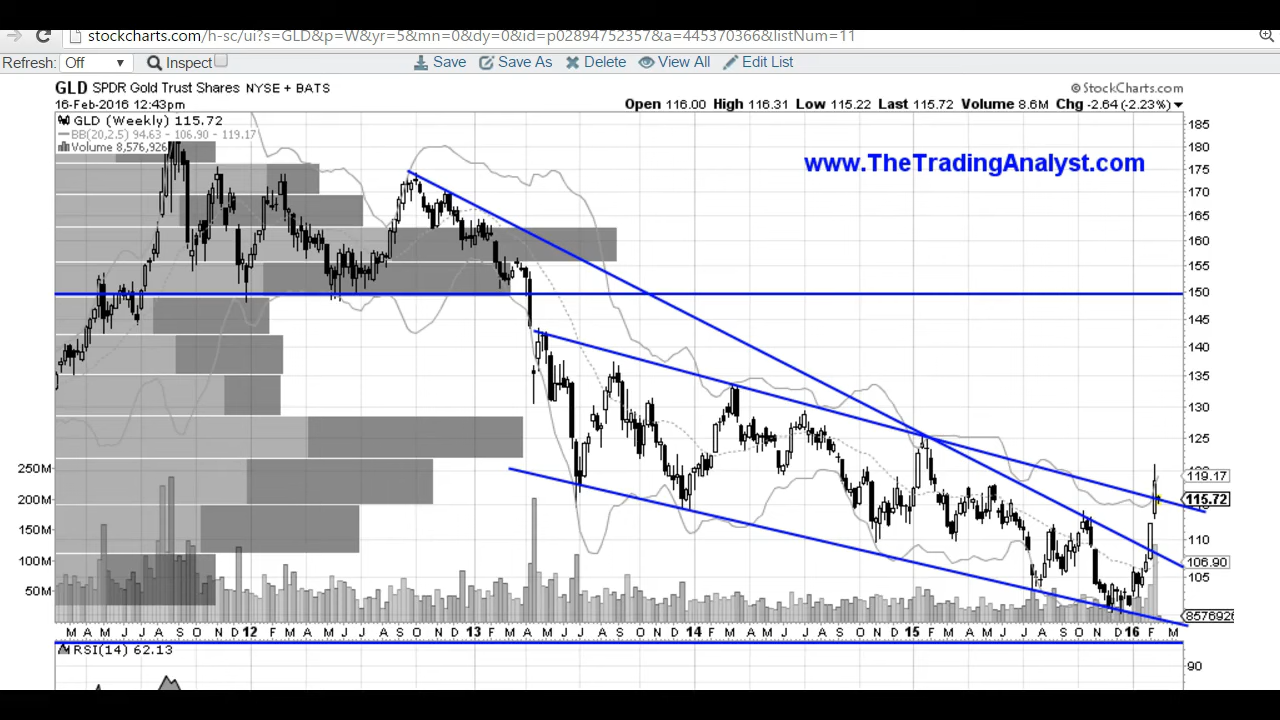 stockcharts.com/h-sc/ui?s=GLD&p=W&yr=5&mn=0&dy=0&id=p02894752357&a=445370366&listNum=11
Refresh: Off Inspect Save Save As Delete View All Edit List
GLD SPDR Gold Trust Shares NYSE + BATS © StockCharts.com
16-Feb-2016 12:43pm Open 116.00 High 116.31 Low 115.22 Last 115.72 Volume 8.6M Chg -2.64 (-2.23%)
GLD (Weekly) 115.72
BB(20,2.5) 94.63 - 106.90 - 119.17
Volume 8,576,926
www.TheTradingAnalyst.com
185
180
175
170
165
160
155
150
145
140
135
130
125
119.17
115.72
110
106.90
105
8576926
250M
200M
150M
100M
50M
M A M J J A S O N D 12 F M A M J J A S O N D 13 F M A M J J A S O N D 14 F M A M J J A S O N D 15 F M A M J J A S O N D 16 F M
RSI(14) 62.13
90